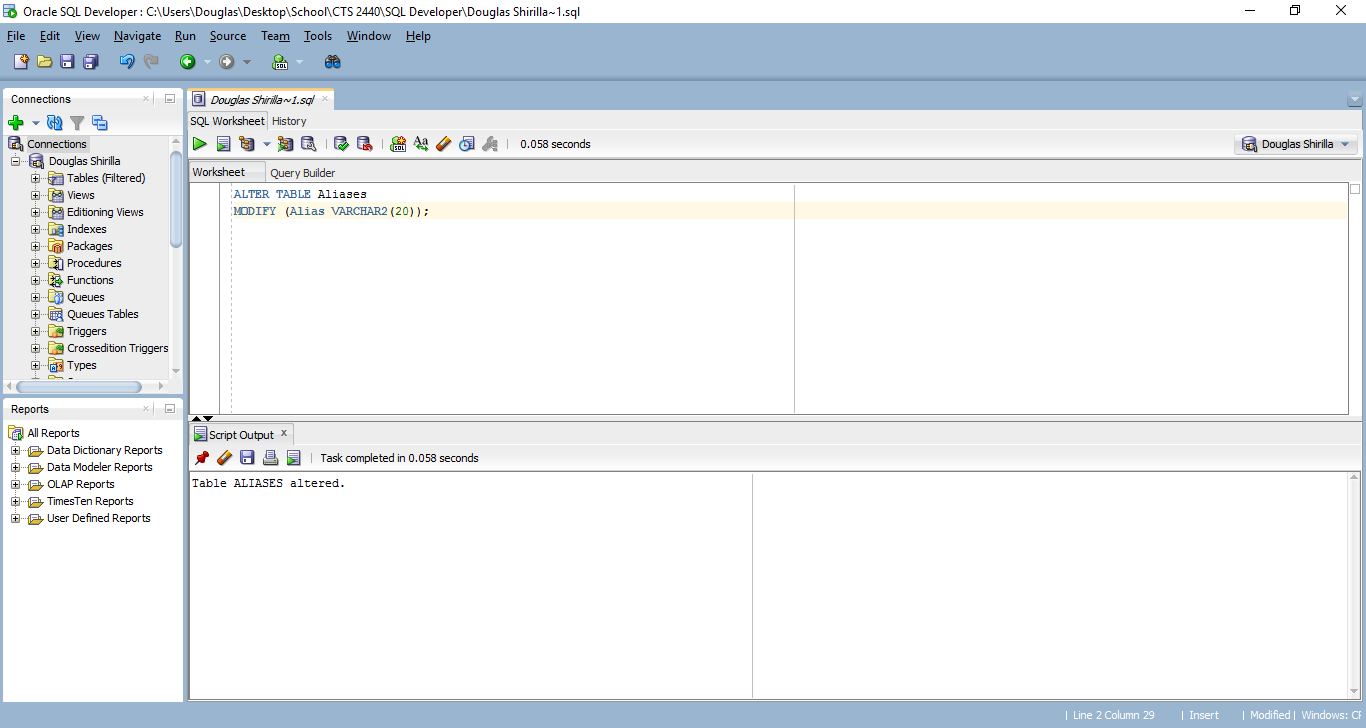 Oracle SQL Developer : C:\Users\Douglas\Desktop\School\CTS 2440\SQL Developer\Douglas Shirilla~1.sql
File Edit View Navigate Run Source Team Tools Window Help
Connections
Connections
Douglas Shirilla
Tables (Filtered)
Views
Editioning Views
Indexes
Packages
Procedures
Functions
Queues
Queues Tables
Triggers
Crossedition Triggers
Types
Reports
All Reports
Data Dictionary Reports
Data Modeler Reports
OLAP Reports
TimesTen Reports
User Defined Reports
Douglas Shirilla~1.sql
SQL Worksheet History
0.058 seconds
Douglas Shirilla
Worksheet Query Builder
ALTER TABLE Aliases
MODIFY (Alias VARCHAR2(20));
Script Output
Task completed in 0.058 seconds
Table ALIASES altered.
Line 2 Column 29 | Insert | Modified | Windows: